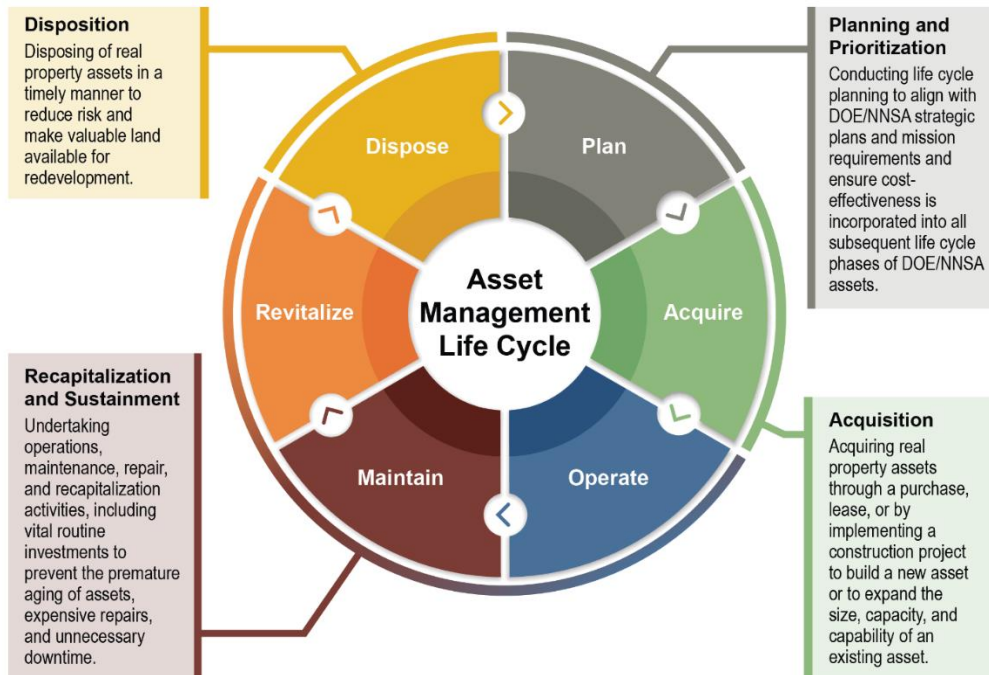 Disposition
Disposing of real
property assets in a
timely manner to
reduce risk and
make valuable land
available for
redevelopment.
Planning and
Prioritization
Conducting life cycle
planning to align with
DOE/NNSA strategic
plans and mission
requirements and
ensure cost-
effectiveness is
incorporated into all
subsequent life cycle
phases of DOE/NNSA
assets.
Dispose
Plan
Revitalize
Asset
Management
Life Cycle
Acquire
Maintain
Operate
Recapitalization
and Sustainment
Undertaking
operations,
maintenance, repair,
and recapitalization
activities, including
vital routine
investments to
prevent the premature
aging of assets,
expensive repairs,
and unnecessary
downtime.
Acquisition
Acquiring real
property assets
through a purchase,
lease, or by
implementing a
construction project
to build a new asset
or to expand the
size, capacity, and
capability of an
existing asset.